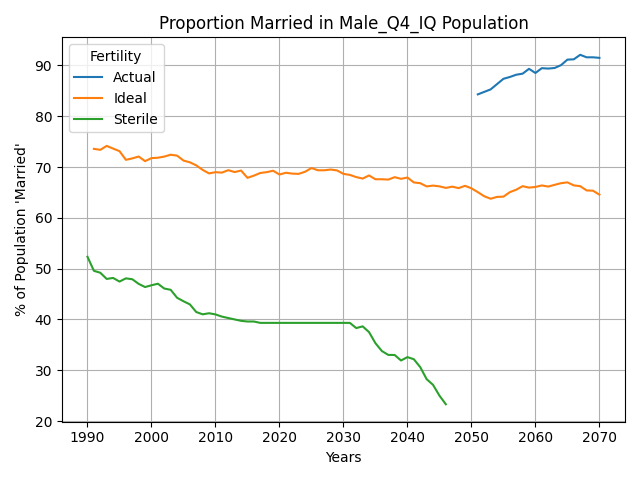 Proportion Married in Male_Q4_IQ Population
Fertility
Actual
Ideal
Sterile
% of Population 'Married'
90
80
70
60
50
40
30
20
1990
2000
2010
2020
2030
2040
2050
2060
2070
Years